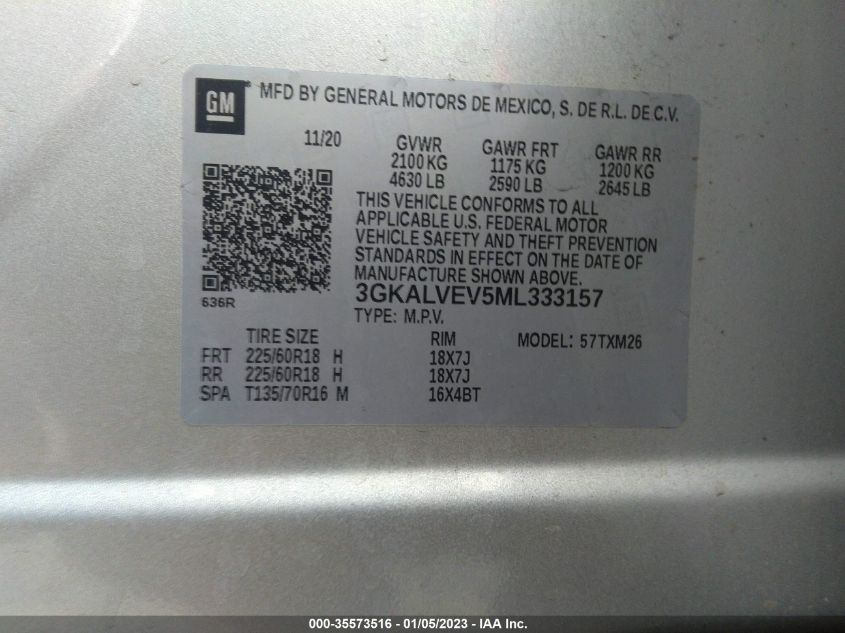 GM
MFD BY GENERAL MOTORS DE MEXICO, S. DE R.L. DE C.V.
11/20 GVWR GAWR FRT GAWR RR
2100 KG 1175 KG 1200 KG
4630 LB 2590 LB 2645 LB
THIS VEHICLE CONFORMS TO ALL
APPLICABLE U.S. FEDERAL MOTOR
VEHICLE SAFETY AND THEFT PREVENTION
STANDARDS IN EFFECT ON THE DATE OF
MANUFACTURE SHOWN ABOVE.
636R
3GKALVEV5ML333157
TYPE: M.P.V.
TIRE SIZE RIM MODEL: 57TXM26
FRT 225/60R18 H 18X7J
RR 225/60R18 H 18X7J
SPA T135/70R16 M 16X4BT
000-35573516 - 01/05/2023 - IAA Inc.